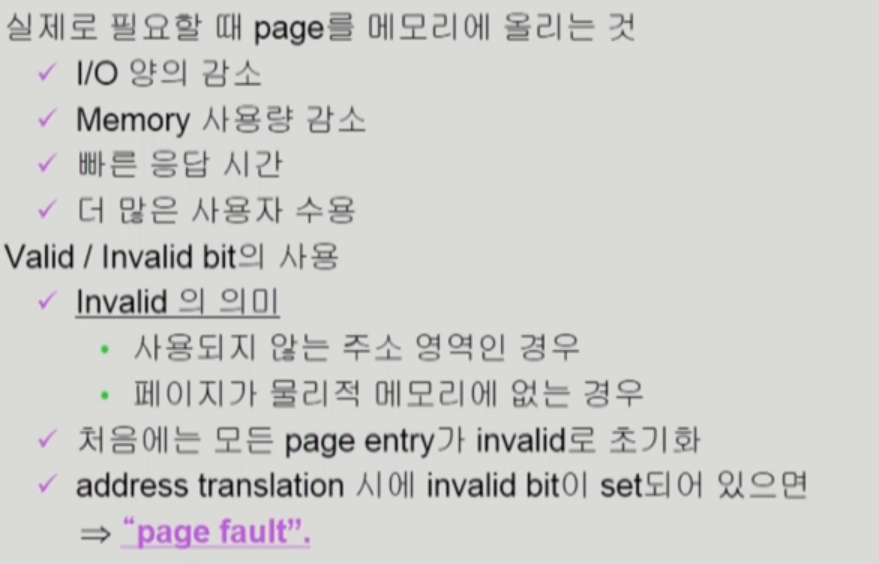 실제로 필요할 때 page를 메모리에 올리는 것
✓ I/O 양의 감소
✓ Memory 사용량 감소
✓ 빠른 응답 시간
✓ 더 많은 사용자 수용
Valid / Invalid bit의 사용
✓ Invalid 의 의미
• 사용되지 않는 주소 영역인 경우
• 페이지가 물리적 메모리에 없는 경우
✓ 처음에는 모든 page entry가 invalid로 초기화
✓ address translation 시에 invalid bit이 set되어 있으면
⇒ “page fault”.